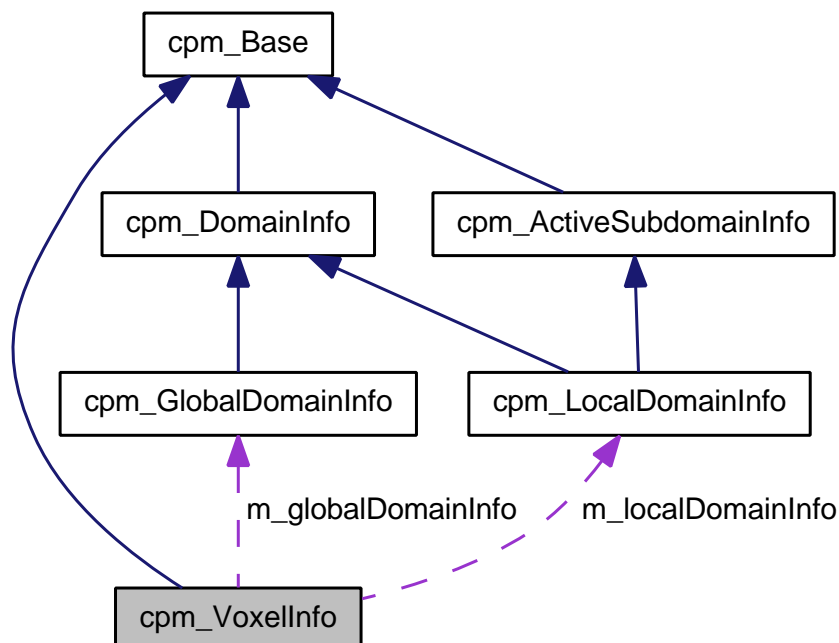 cpm_Base
cpm_DomainInfo
cpm_ActiveSubdomainInfo
cpm_GlobalDomainInfo
cpm_LocalDomainInfo
m_globalDomainInfo
m_localDomainInfo
cpm_VoxelInfo